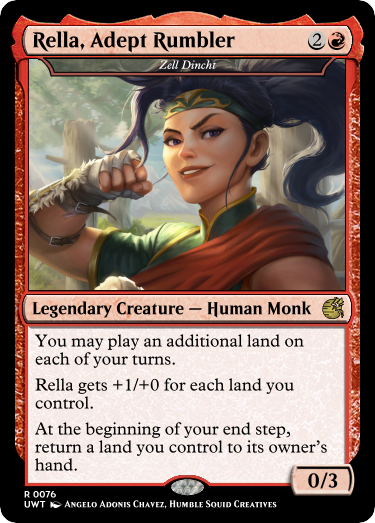 Rella, Adept Rumbler 2
Zell Dincht
Legendary Creature — Human Monk
You may play an additional land on
each of your turns.
Rella gets +1/+0 for each land you
control.
At the beginning of your end step,
return a land you control to its owner's
hand.
0/3
R 0076
UWT Angelo Adonis Chavez, Humble Squid Creatives